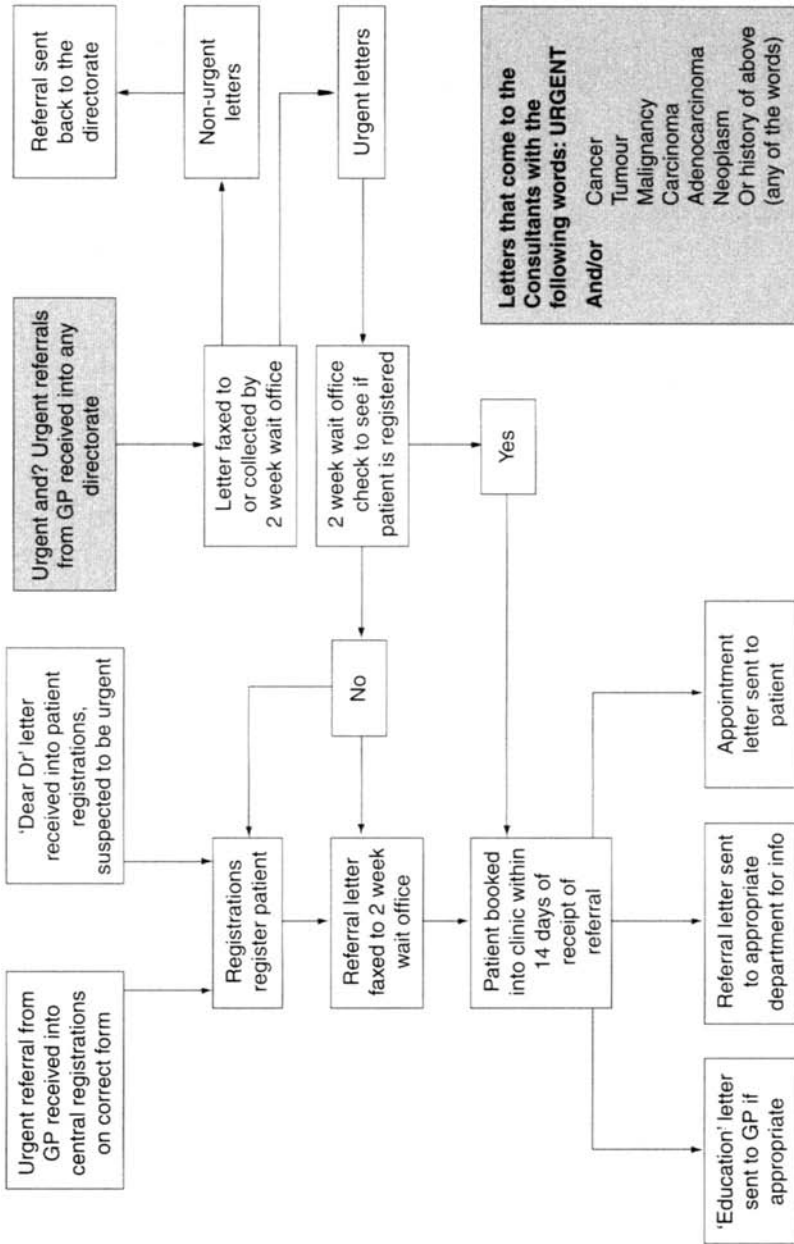 Urgent referral from
GP received into
central registrations
on correct form
‘Dear Dr’ letter
received into patient
registrations,
suspected to be urgent
Urgent and? Urgent referrals
from GP received into any
directorate
Referral sent
back to the
directorate
Registrations
register patient
No
Letter faxed to
or collected by
2 week wait office
Non-urgent
letters
Urgent letters
Referral letter
faxed to 2 week
wait office
2 week wait office
check to see if
patient is registered
Yes
Patient booked
into clinic within
14 days of
receipt of
referral
‘Education’ letter
sent to GP if
appropriate
Referral letter sent
to appropriate
department for info
Appointment
letter sent to
patient
Letters that come to the
Consultants with the
following words: URGENT
And/or Cancer
Tumour
Malignancy
Carcinoma
Adenocarcinoma
Neoplasm
Or history of above
(any of the words)